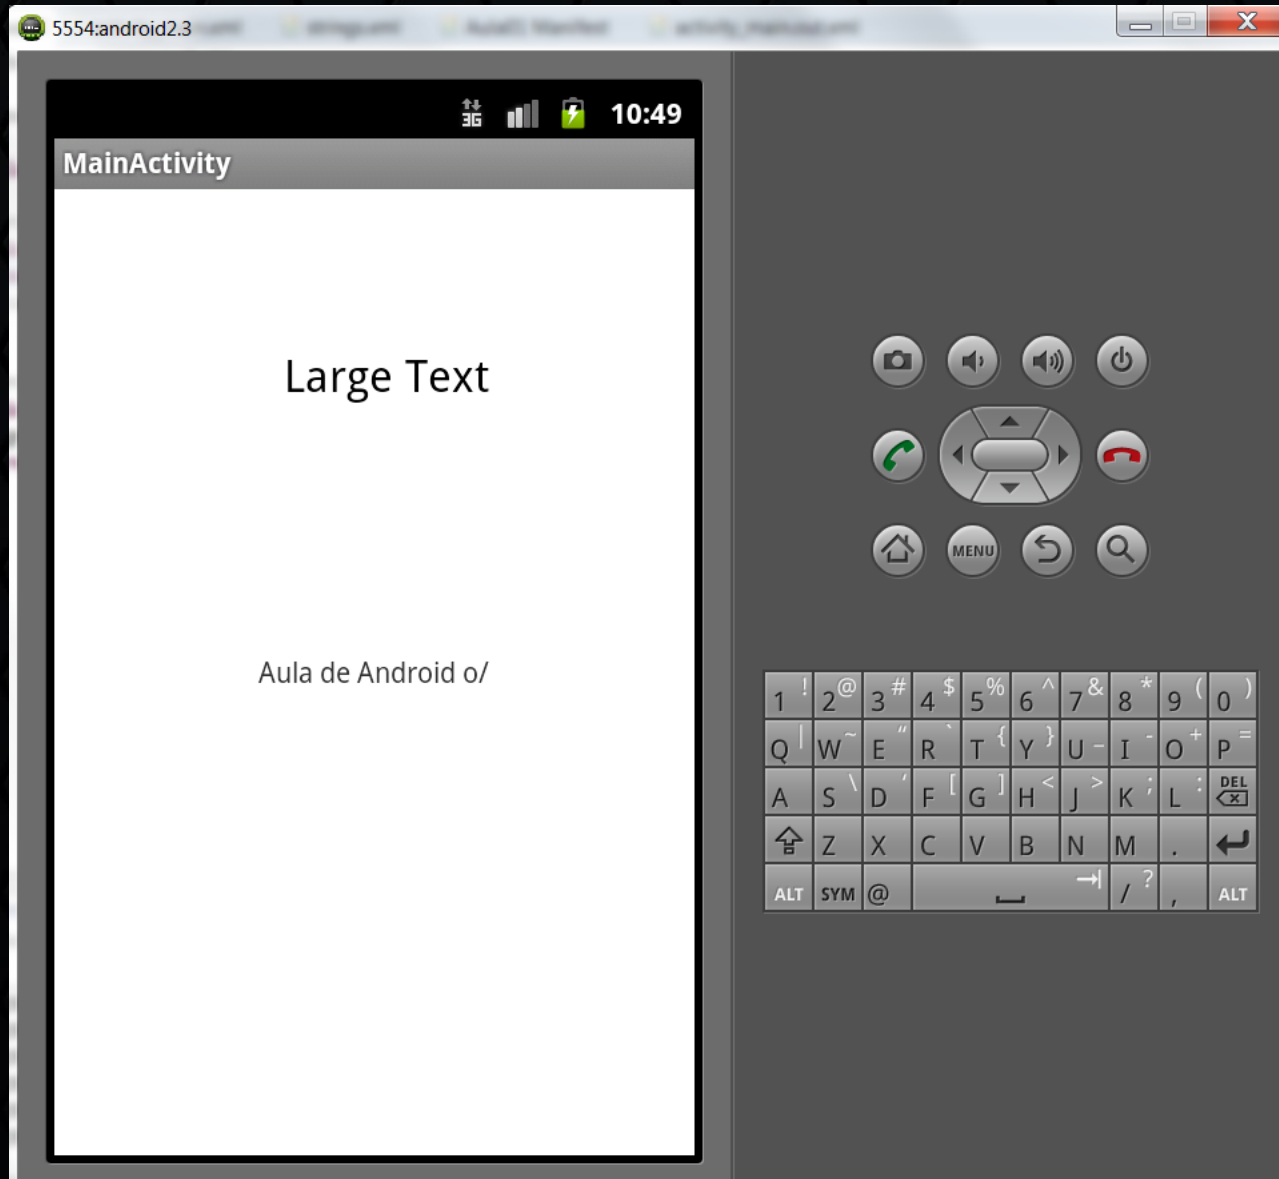 5554:android2.3
3G 10:49
MainActivity
Large Text
Aula de Android o/
MENU
1 ! 2 @ 3 # 4 $ 5 % 6 ^ 7 & 8 * 9 ( 0 )
Q | W ~ E " R ` T { Y } U _ I - O + P =
A S \ D ' F [ G ] H < J > K ; L : DEL
Z X C V B N M .
ALT SYM @ / ? , ALT